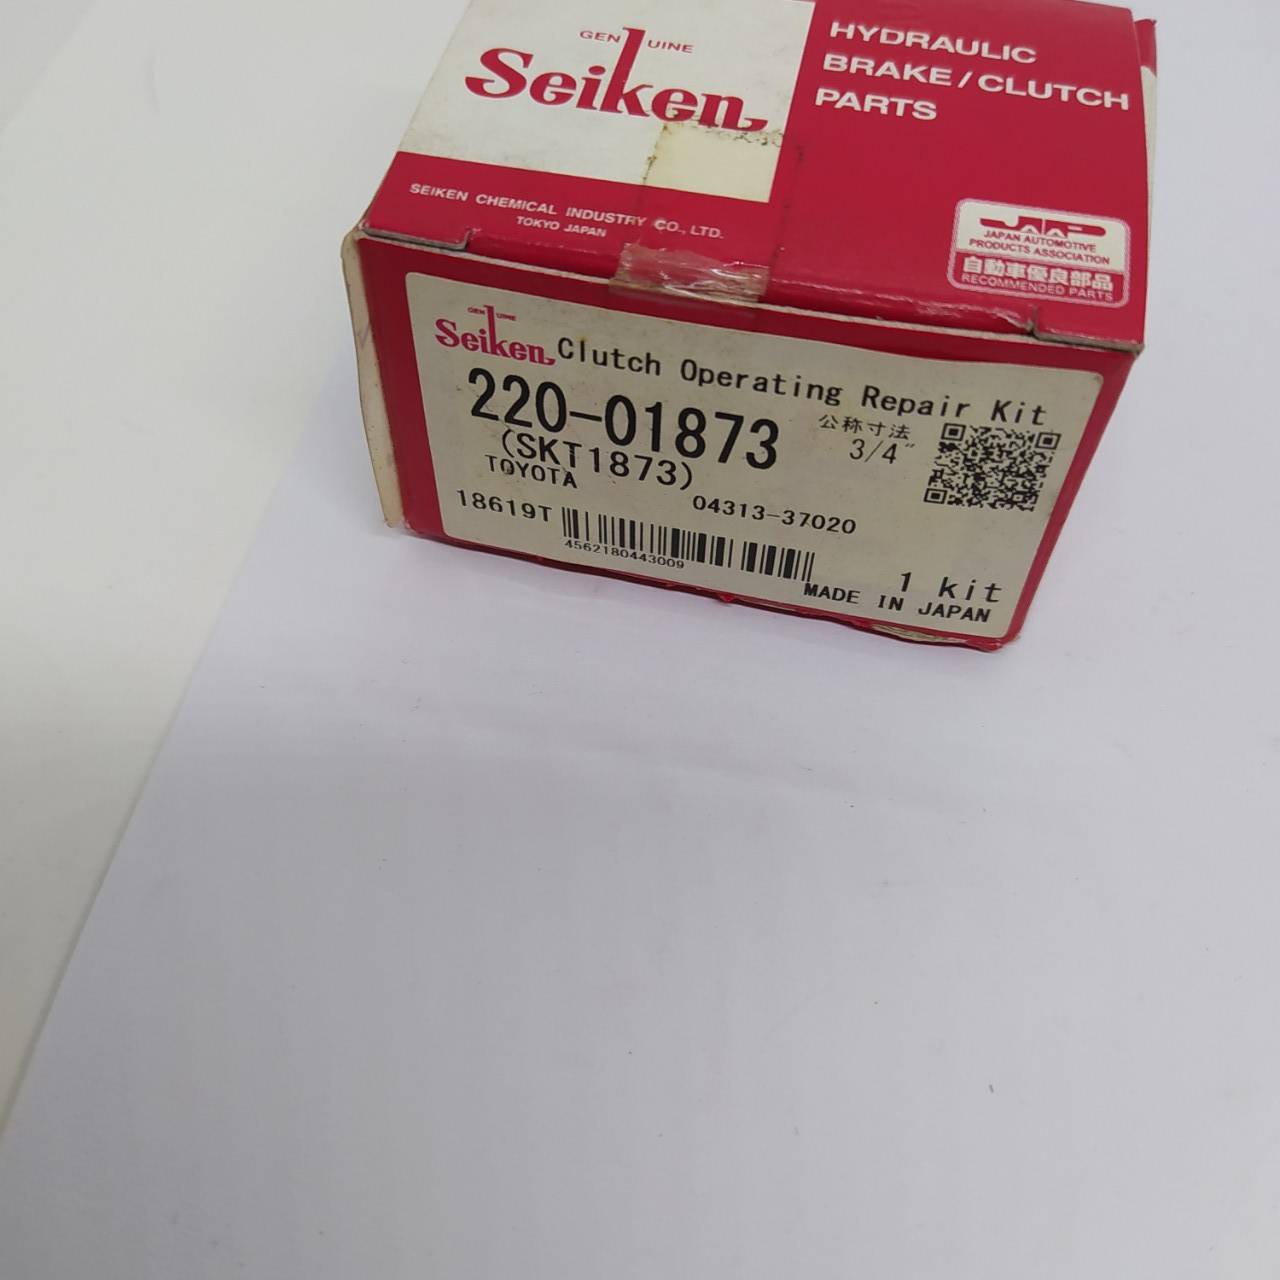 GENUINE
Seiken
HYDRAULIC
BRAKE/CLUTCH
PARTS
SEIKEN CHEMICAL INDUSTRY CO., LTD.
TOKYO JAPAN
JAAP
JAPAN AUTOMOTIVE
PRODUCTS ASSOCIATION
自動車優良部品
RECOMMENDED PARTS
GENUINE
Seiken Clutch Operating Repair Kit
220-01873
公称寸法
3/4"
(SKT1873)
TOYOTA
04313-37020
18619T
4562180443009
1 kit
MADE IN JAPAN